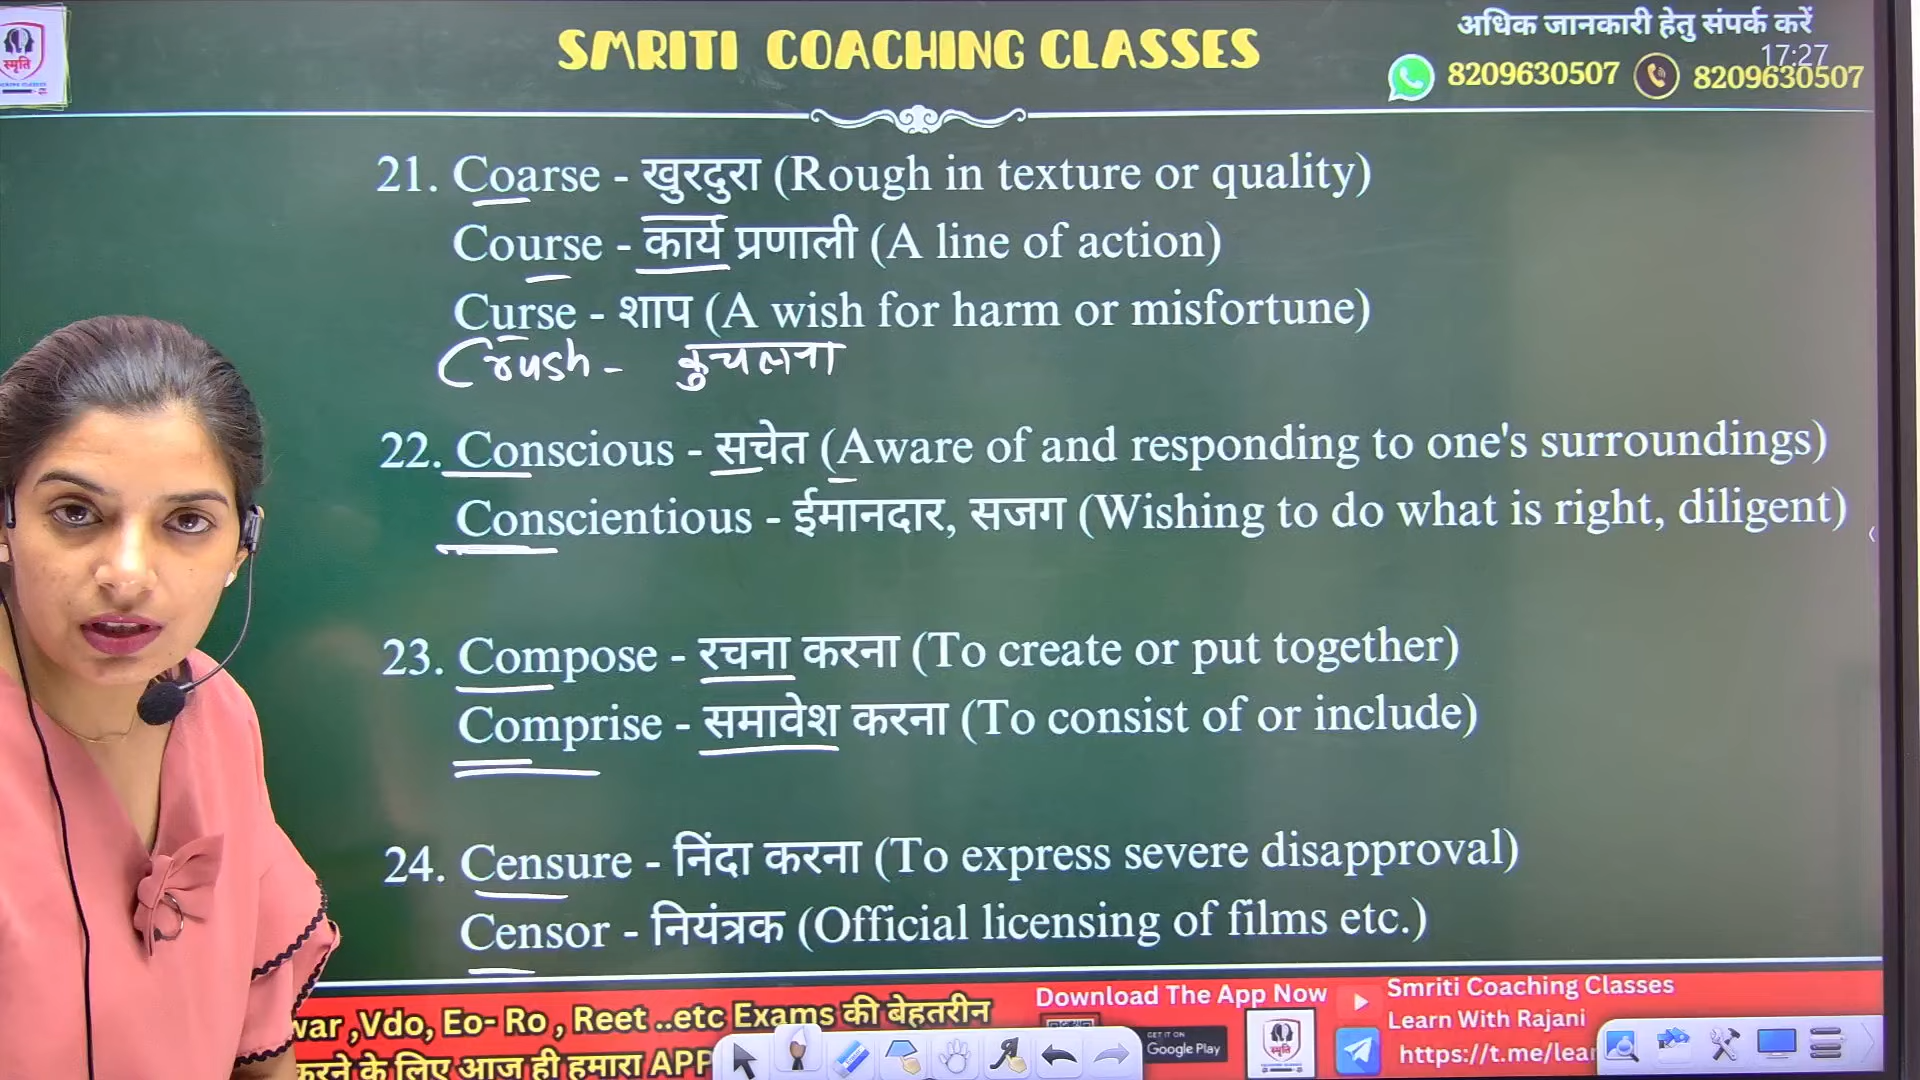 स्मृति
SMRITI COACHING CLASSES
अधिक जानकारी हेतु संपर्क करें
17:27
8209630507 8209630507
21. Coarse - खुरदुरा (Rough in texture or quality)
Course - कार्य प्रणाली (A line of action)
Curse - शाप (A wish for harm or misfortune)
Crush - कुचलना
22. Conscious - सचेत (Aware of and responding to one's surroundings)
Conscientious - ईमानदार, सजग (Wishing to do what is right, diligent)
23. Compose - रचना करना (To create or put together)
Comprise - समावेश करना (To consist of or include)
24. Censure - निंदा करना (To express severe disapproval)
Censor - नियंत्रक (Official licensing of films etc.)
war ,Vdo, Eo- Ro , Reet ..etc Exams की बेहतरीन
करने के लिए आज ही हमारा APP
Download The App Now
GET IT ON
Google Play
स्मृति
Smriti Coaching Classes
Learn With Rajani
https://t.me/lear